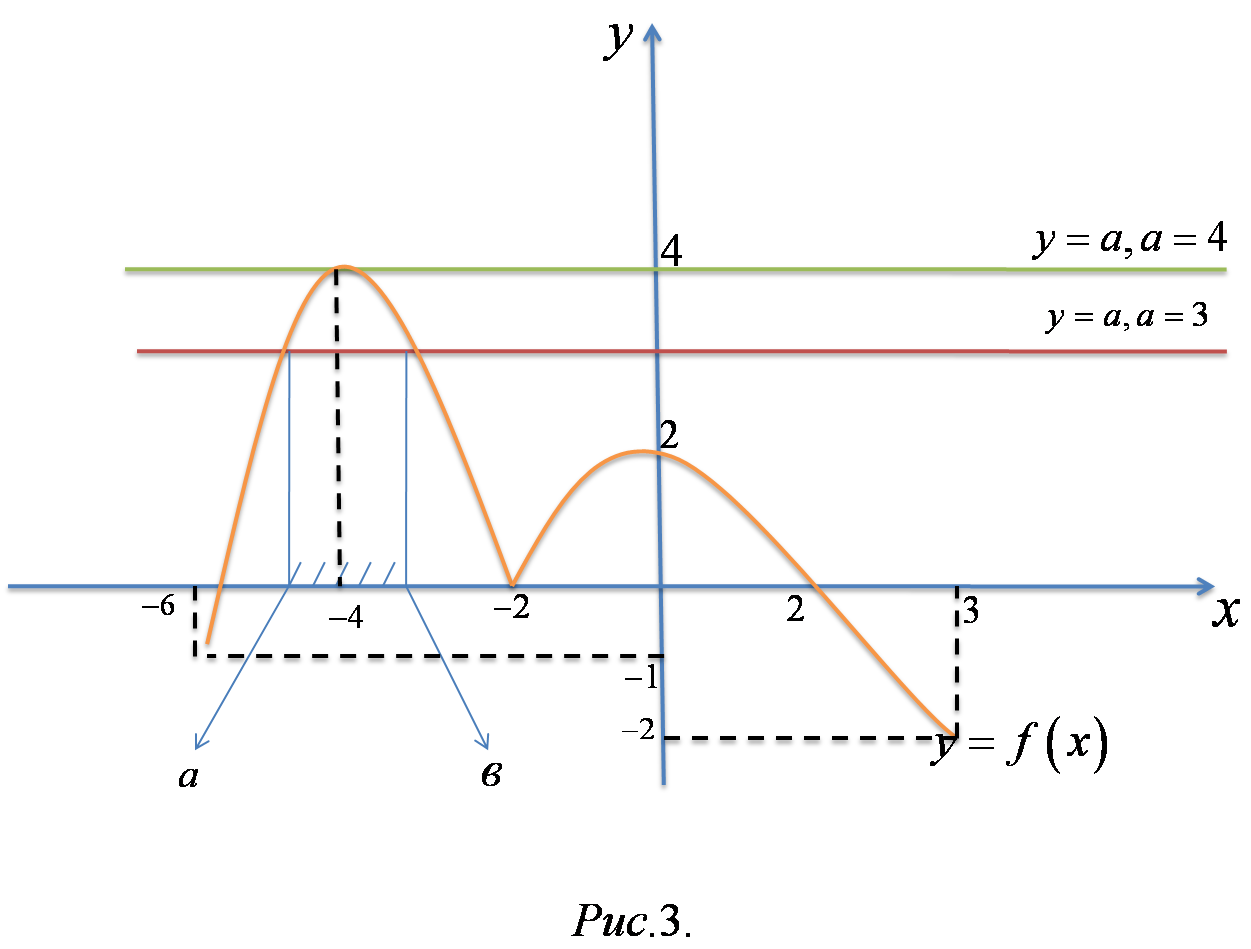 y
4
y = a, a = 4
y = a, a = 3
2
−6
−4
−2
2
3
x
−1
−2
y = f(x)
a
в
Рис.3.